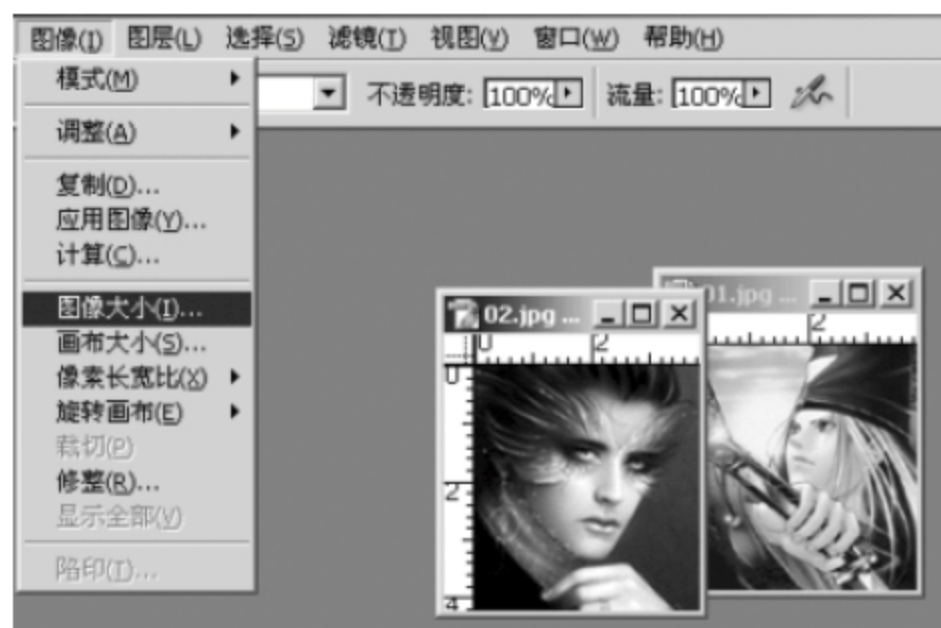 图像(I) 图层(L) 选择(S) 滤镜(T) 视图(V) 窗口(W) 帮助(H)
不透明度: 100% 流量: 100%
模式(M)
调整(A)
复制(D)...
应用图像(Y)...
计算(C)...
图像大小(I)...
画布大小(S)...
像素长宽比(X)
旋转画布(E)
裁切(P)
修整(R)...
显示全部(V)
陷印(T)...
02.jpg ...
0 2
0
2
4
01.jpg ...
2